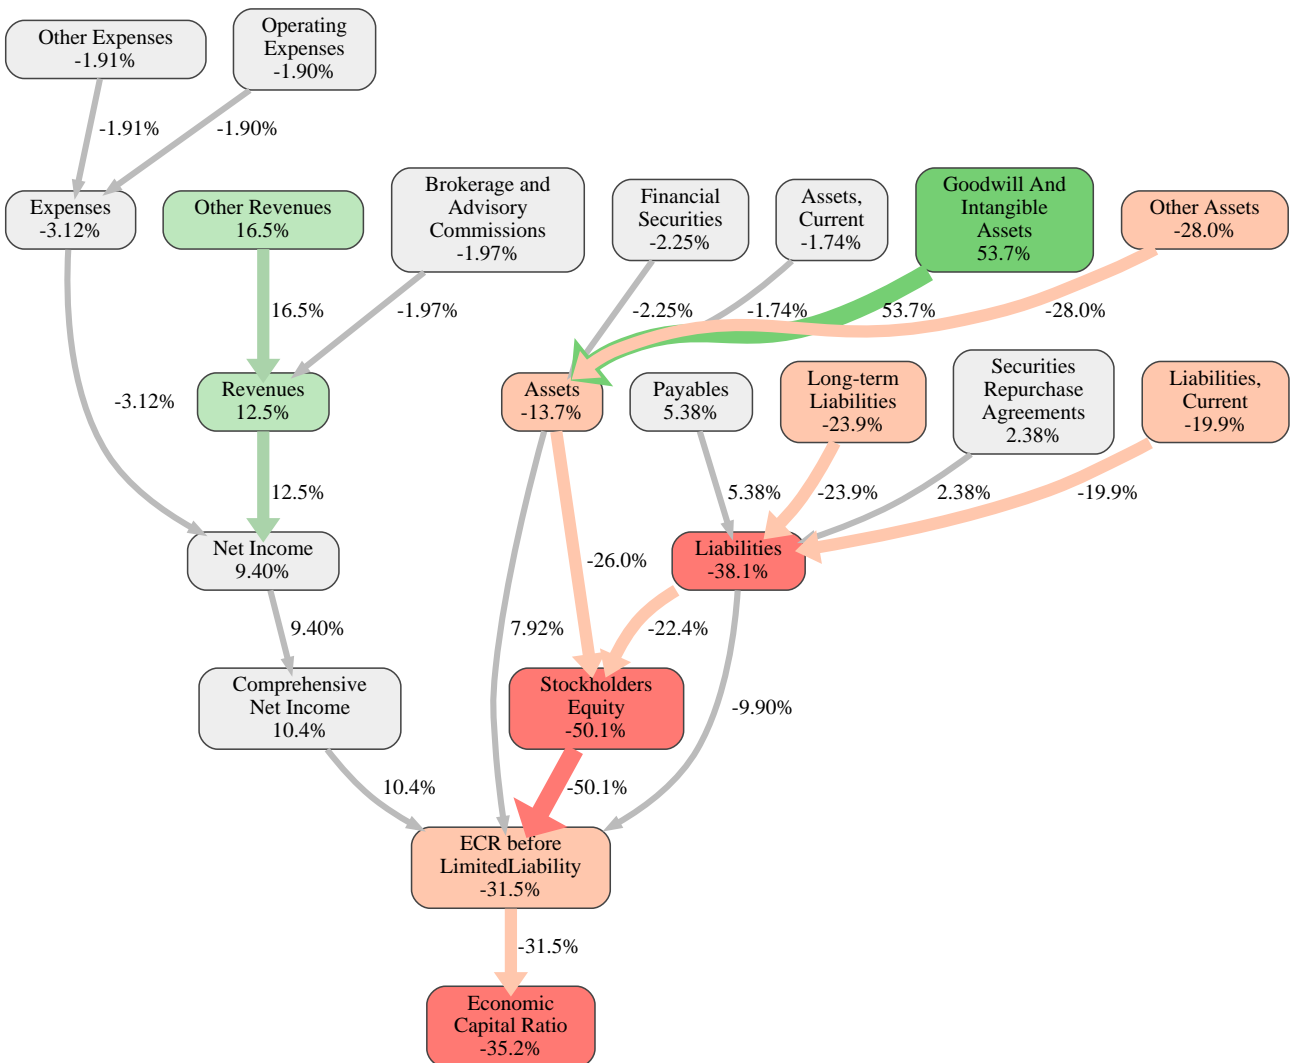 Other Expenses
-1.91%
Operating
Expenses
-1.90%
-1.91%
-1.90%
Expenses
-3.12%
Other Revenues
16.5%
Brokerage and
Advisory
Commissions
-1.97%
Financial
Securities
-2.25%
Assets,
Current
-1.74%
Goodwill And
Intangible
Assets
53.7%
Other Assets
-28.0%
16.5%
-1.97%
-2.25%
-1.74%
53.7%
-28.0%
-3.12%
Revenues
12.5%
Assets
-13.7%
Payables
5.38%
Long-term
Liabilities
-23.9%
Securities
Repurchase
Agreements
2.38%
Liabilities,
Current
-19.9%
12.5%
5.38%
-23.9%
2.38%
-19.9%
Net Income
9.40%
-26.0%
Liabilities
-38.1%
9.40%
7.92%
-22.4%
Comprehensive
Net Income
10.4%
Stockholders
Equity
-50.1%
-9.90%
10.4%
-50.1%
ECR before
LimitedLiability
-31.5%
-31.5%
Economic
Capital Ratio
-35.2%